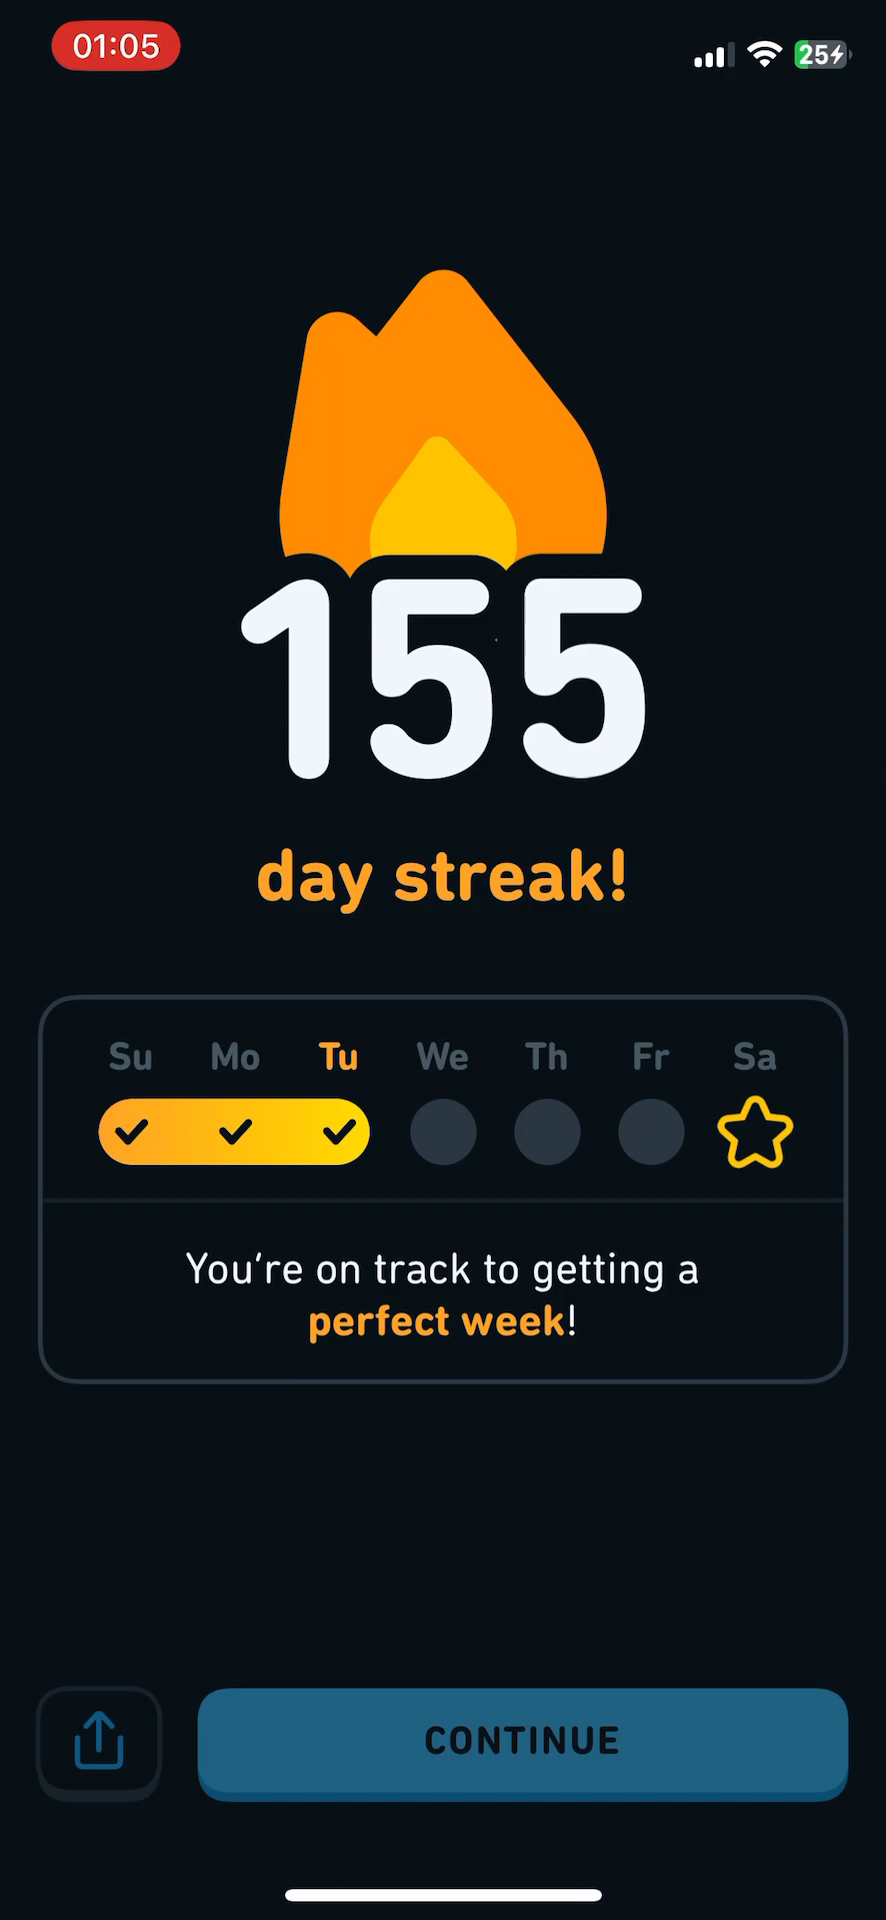 01:05
25
155
day streak!
Su Mo Tu We Th Fr Sa
You're on track to getting a
perfect week!
CONTINUE